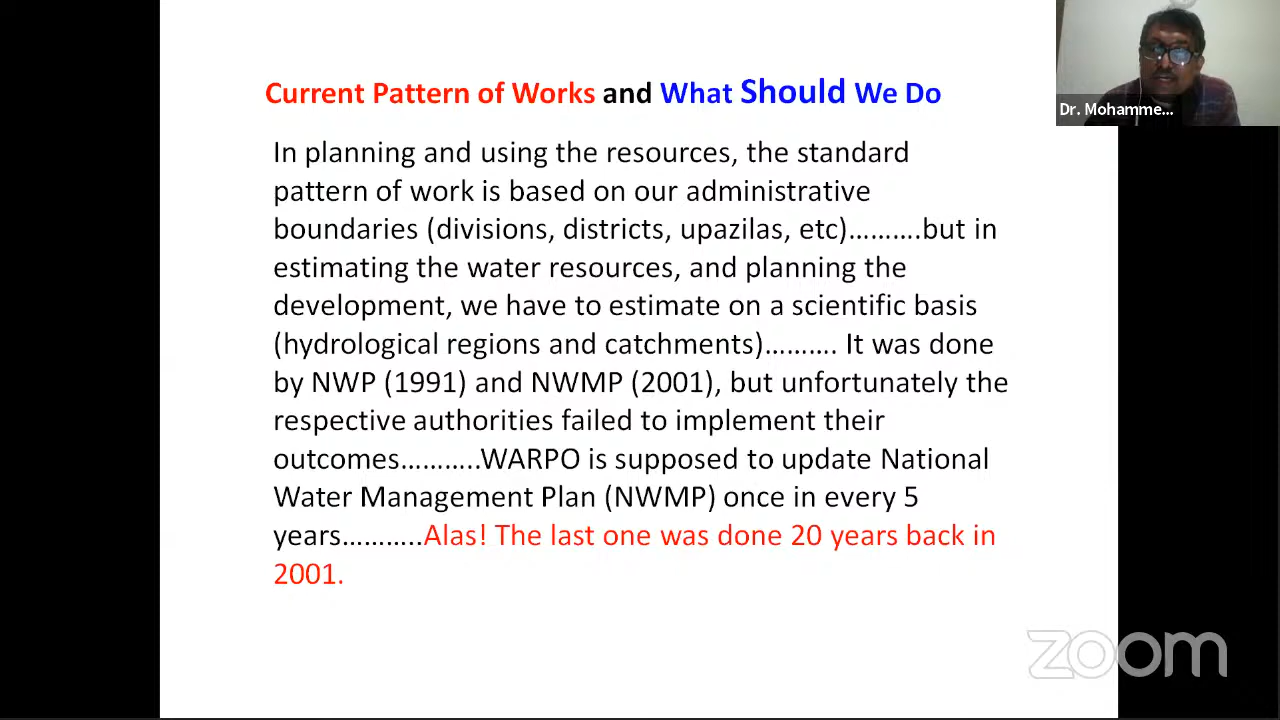 Current Pattern of Works and What Should We Do
Dr. Mohamme...
In planning and using the resources, the standard
pattern of work is based on our administrative
boundaries (divisions, districts, upazilas, etc)……….but in
estimating the water resources, and planning the
development, we have to estimate on a scientific basis
(hydrological regions and catchments)………. It was done
by NWP (1991) and NWMP (2001), but unfortunately the
respective authorities failed to implement their
outcomes………..WARPO is supposed to update National
Water Management Plan (NWMP) once in every 5
years………..Alas! The last one was done 20 years back in
2001.
zoom